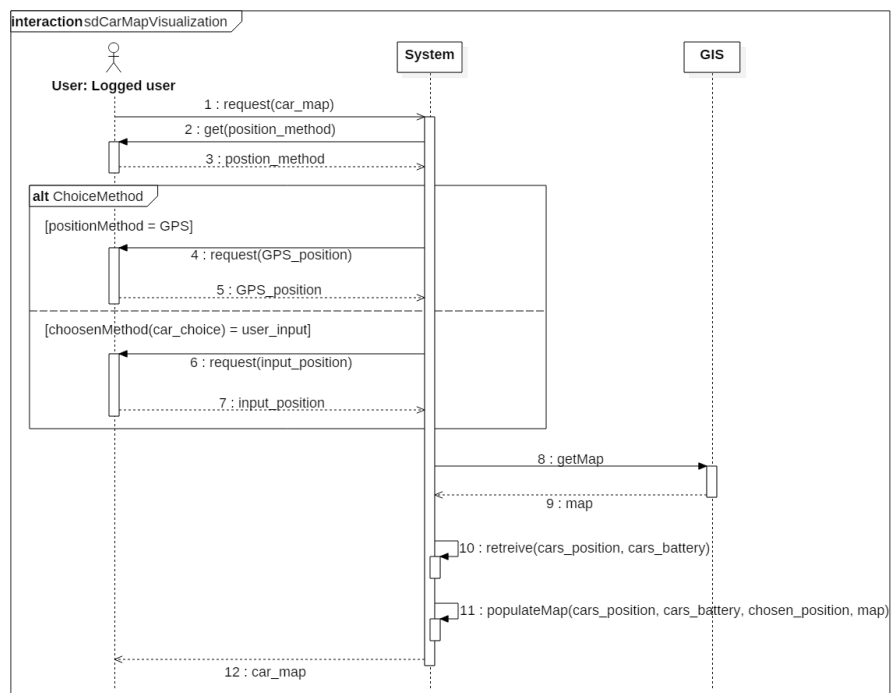 interaction sdCarMapVisualization
System
GIS
User: Logged user
1 : request(car_map)
2 : get(position_method)
3 : postion_method
alt ChoiceMethod
[positionMethod = GPS]
4 : request(GPS_position)
5 : GPS_position
[choosenMethod(car_choice) = user_input]
6 : request(input_position)
7 : input_position
8 : getMap
9 : map
10 : retreive(cars_position, cars_battery)
11 : populateMap(cars_position, cars_battery, chosen_position, map)
12 : car_map